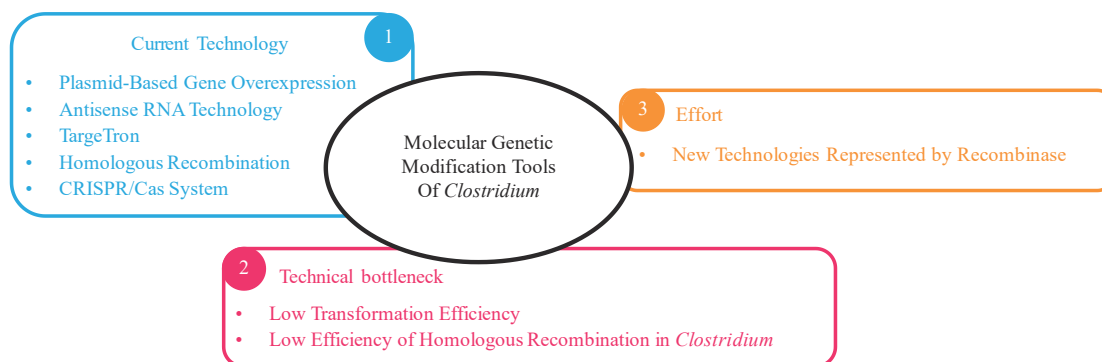 1
Current Technology
• Plasmid-Based Gene Overexpression
• Antisense RNA Technology
• TargeTron
• Homologous Recombination
• CRISPR/Cas System
Molecular Genetic
Modification Tools
Of Clostridium
3
Effort
• New Technologies Represented by Recombinase
2
Technical bottleneck
• Low Transformation Efficiency
• Low Efficiency of Homologous Recombination in Clostridium